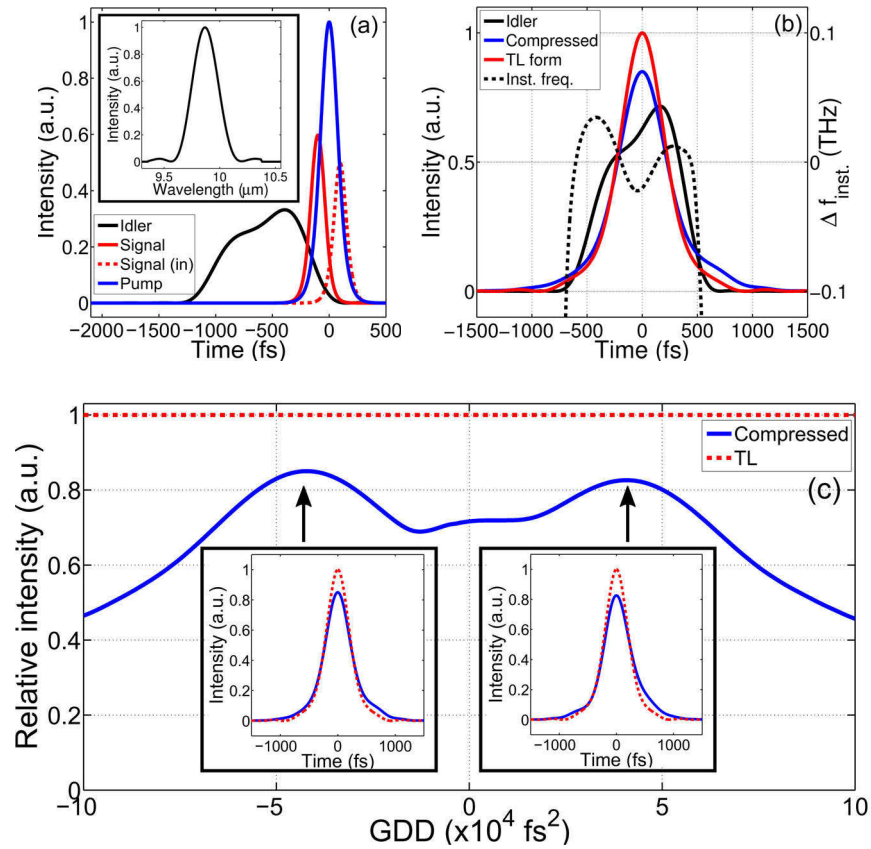 (a)
Intensity (a.u.)
1
0.8
0.6
0.4
0.2
0
−2000 −1500 −1000 −500 0 500
Time (fs)
Intensity (a.u.)
1
0.8
0.6
0.4
0.2
0
9.5 10 10.5
Wavelength (μm)
Idler
Signal
Signal (in)
Pump
(b)
Idler
Compressed
TL form
Inst. freq.
Intensity (a.u.)
1
0.5
0
−1500 −1000 −500 0 500 1000 1500
Time (fs)
0.1
0
−0.1
Δ f inst. (THz)
(c)
Compressed
TL
Relative intensity (a.u.)
1
0.8
0.6
0.4
0.2
0
−10 −5 0 5 10
GDD (x10⁴ fs²)
Intensity (a.u.)
1
0.8
0.6
0.4
0.2
0
−1000 0 1000
Time (fs)
Intensity (a.u.)
1
0.8
0.6
0.4
0.2
0
−1000 0 1000
Time (fs)